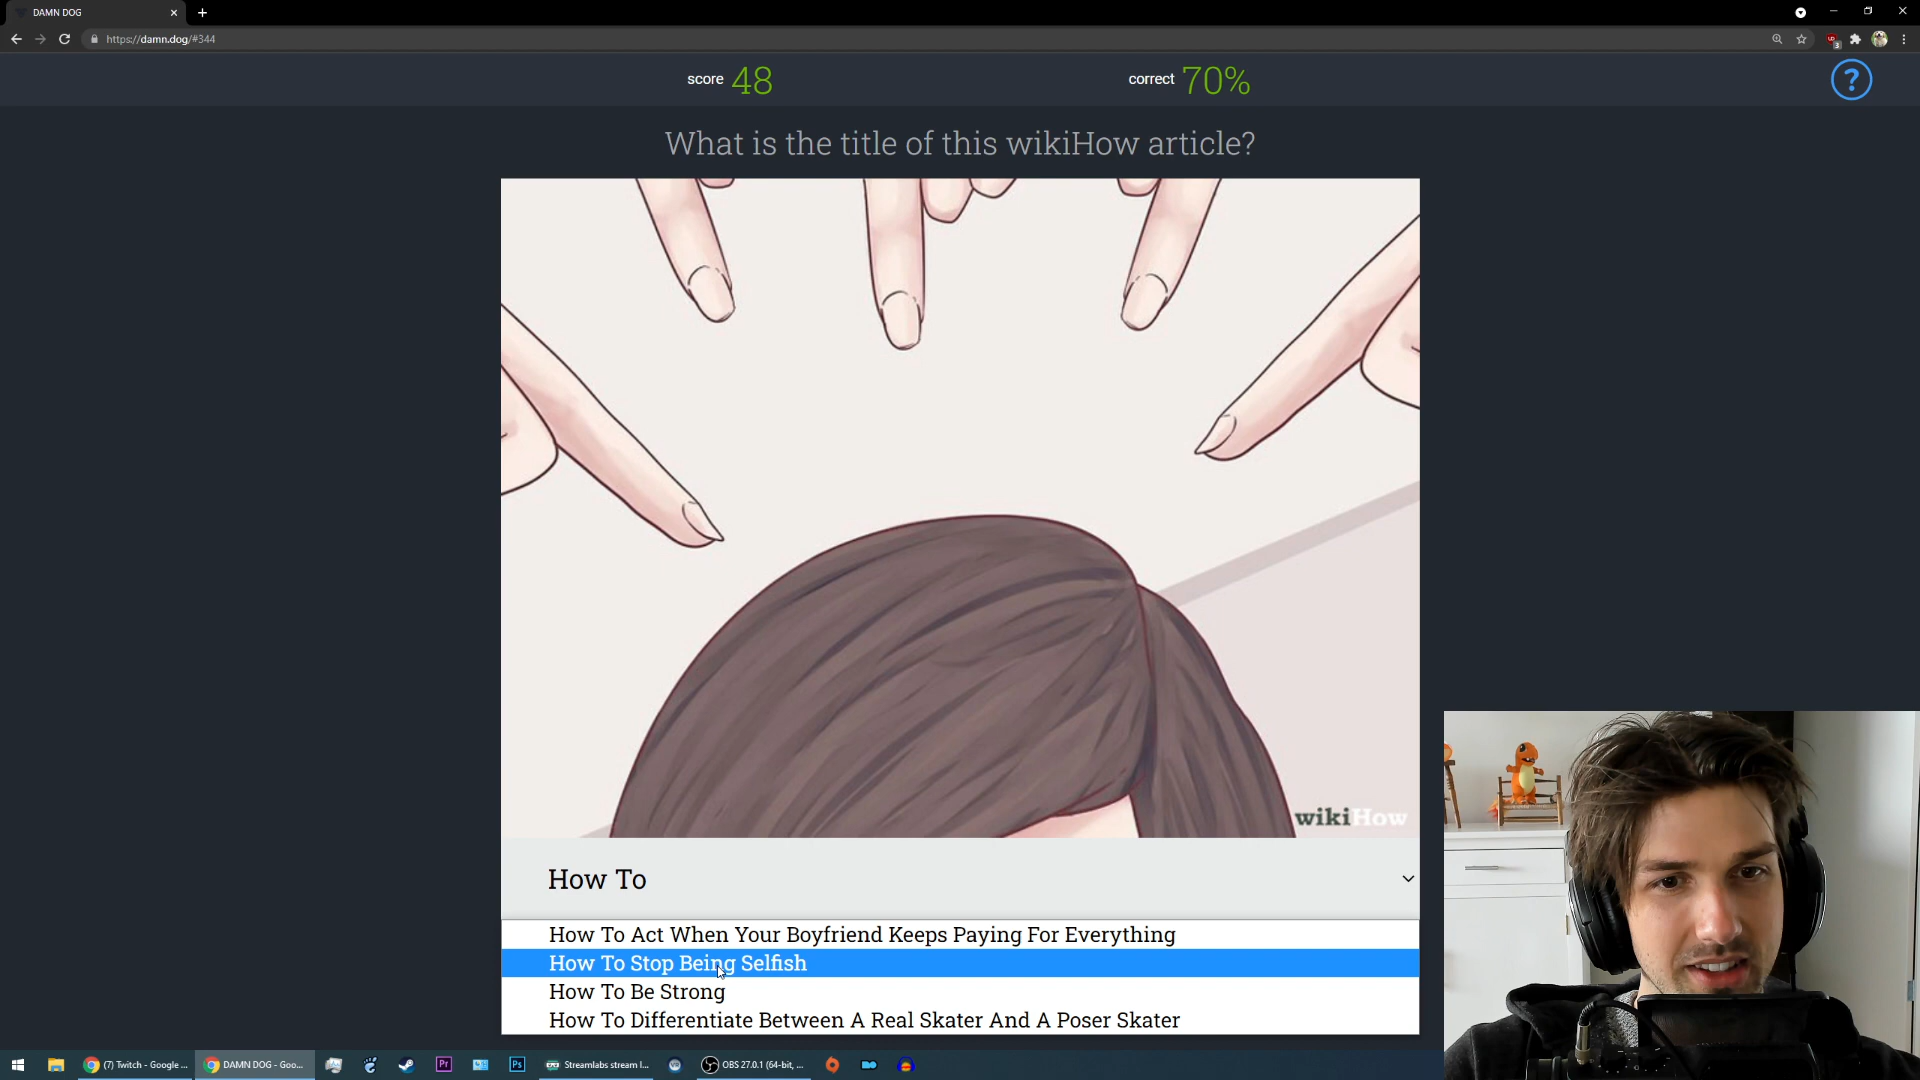 DAMN DOG
https://damn.dog/#344
score 48
correct 70%
?
What is the title of this wikiHow article?
wikiHow
How To
How To Act When Your Boyfriend Keeps Paying For Everything
How To Stop Being Selfish
How To Be Strong
How To Differentiate Between A Real Skater And A Poser Skater
(7) Twitch - Google ...
DAMN DOG - Goo...
Pr
Ps
Streamlabs stream l...
OBS 27.0.1 (64-bit, ...